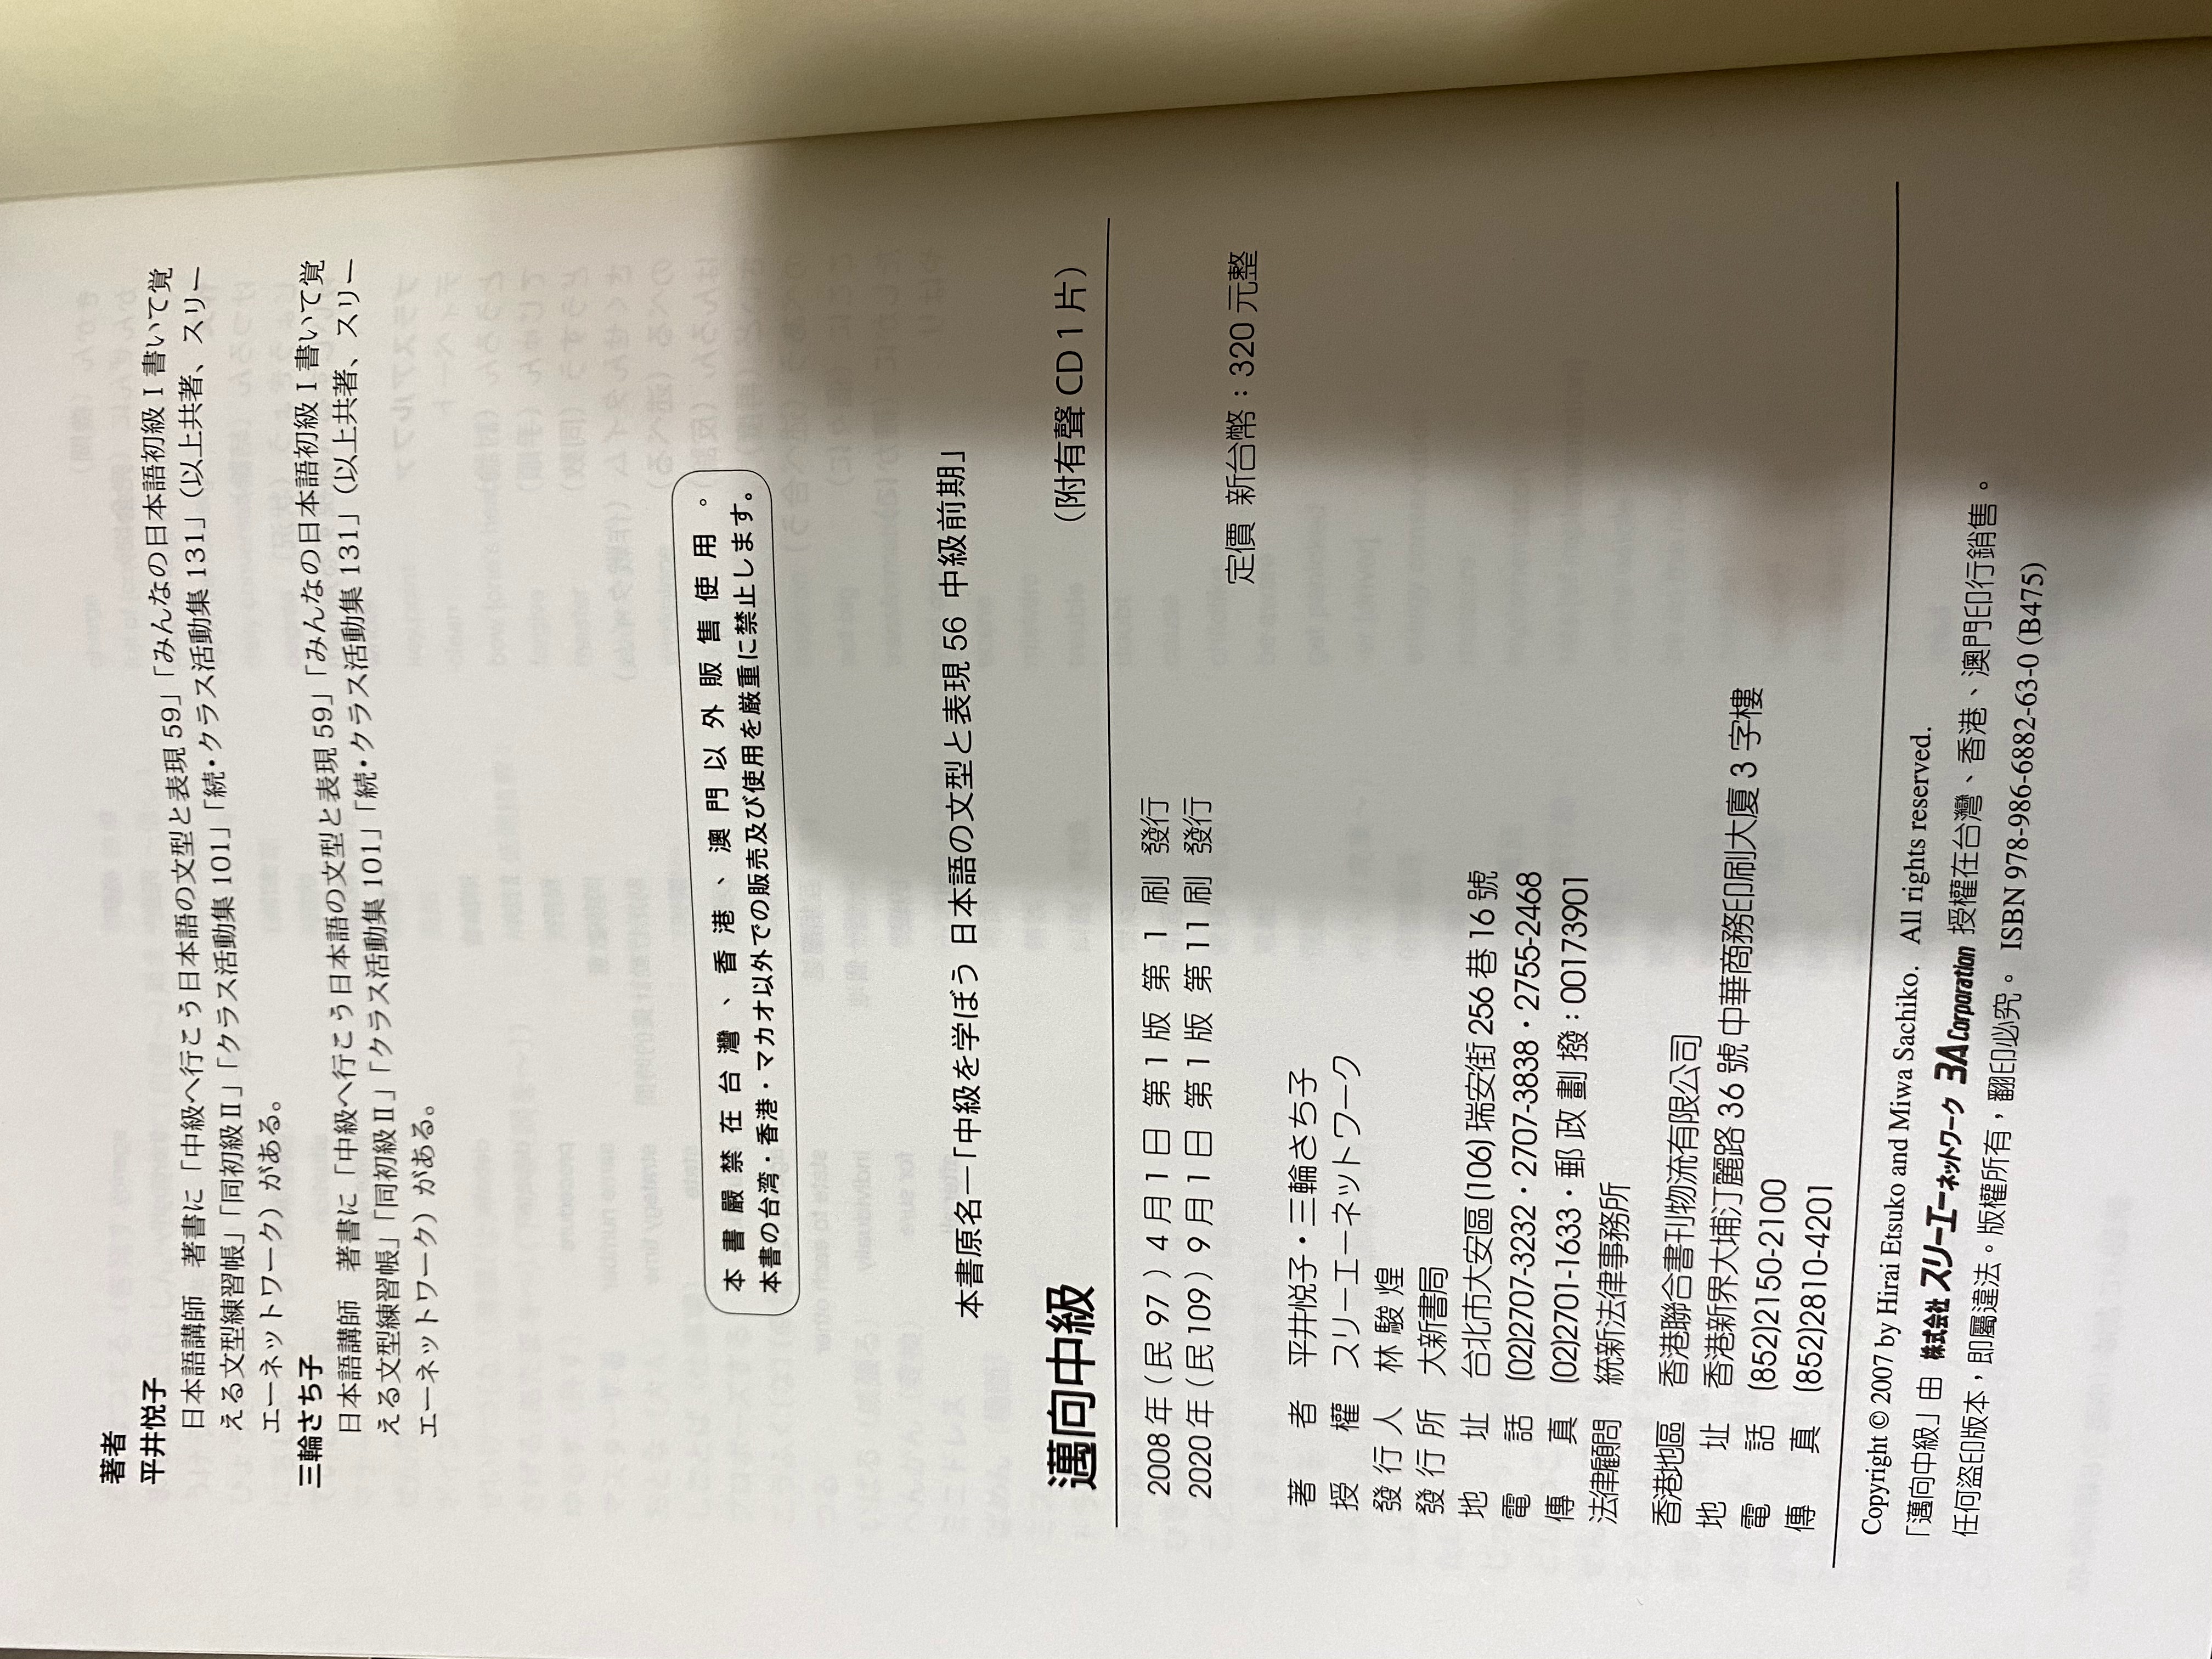 著者
平井悦子
日本語講師　著書に「中級へ行こう日本語の文型と表現 59」「みんなの日本語初級 I 書いて覚
える文型練習帳」「同初級Ⅱ」「クラス活動集 101」「続・クラス活動集 131」（以上共著、スリー
エーネットワーク）がある。
三輪さち子
日本語講師　著書に「中級へ行こう日本語の文型と表現 59」「みんなの日本語初級 I 書いて覚
える文型練習帳」「同初級Ⅱ」「クラス活動集 101」「続・クラス活動集 131」（以上共著、スリー
エーネットワーク）がある。
本書嚴禁在台灣、香港、澳門以外販售使用。
本書の台湾・香港・マカオ以外での販売及び使用を厳重に禁止します。
本書原名—「中級を学ぼう 日本語の文型と表現 56 中級前期」
邁向中級 （附有聲 CD 1 片）
2008 年（民 97 ）4 月 1 日 第 1 版 第 1 刷 發行
2020 年（民 109 ）9 月 1 日 第 1 版 第 11 刷 發行
定價 新台幣：320 元整
著者 平井悦子・三輪さち子
授權 スリーエーネットワーク
發行人 林駿煌
發行所 大新書局
地址 台北市大安區 (106) 瑞安街 256 巷 16 號
電話 (02)2707-3232・2707-3838・2755-2468
傳真 (02)2701-1633・郵政劃撥：00173901
法律顧問 統新法律事務所
香港地區 香港聯合書刊物流有限公司
地址 香港新界大埔汀麗路 36 號 中華商務印刷大廈 3 字樓
電話 (852)2150-2100
傳真 (852)2810-4201
Copyright © 2007 by Hirai Etsuko and Miwa Sachiko. All rights reserved.
「邁向中級」由 株式会社 スリーエーネットワーク 3A Corporation 授權在台灣、香港、澳門印行銷售。
任何盜印版本，即屬違法。版權所有，翻印必究。 ISBN 978-986-6882-63-0 (B475)